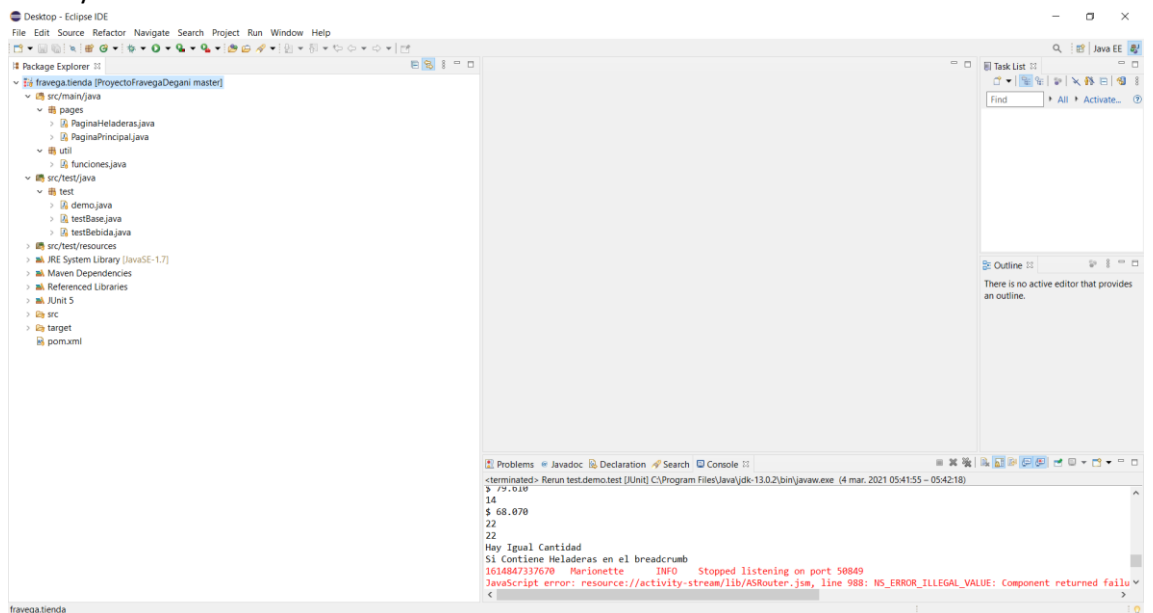 Desktop - Eclipse IDE
File Edit Source Refactor Navigate Search Project Run Window Help
Java EE
Package Explorer
fravega.tienda [ProyectoFravegaDegani master]
src/main/java
pages
PaginaHeladeras.java
PaginaPrincipal.java
util
funciones.java
src/test/java
test
demo.java
testBase.java
testBebida.java
src/test/resources
JRE System Library [JavaSE-1.7]
Maven Dependencies
Referenced Libraries
JUnit 5
src
target
pom.xml
Task List
Find All Activate...
Outline
There is no active editor that provides
an outline.
Problems Javadoc Declaration Search Console
<terminated> Rerun test.demo.test [JUnit] C:\Program Files\Java\jdk-13.0.2\bin\javaw.exe (4 mar. 2021 05:41:55 – 05:42:18)
$ 79.610
14
$ 68.070
22
22
Hay Igual Cantidad
Si Contiene Heladeras en el breadcrumb
1614847337670 Marionette INFO Stopped listening on port 50849
JavaScript error: resource://activity-stream/lib/ASRouter.jsm, line 988: NS_ERROR_ILLEGAL_VALUE: Component returned failu
fravega.tienda